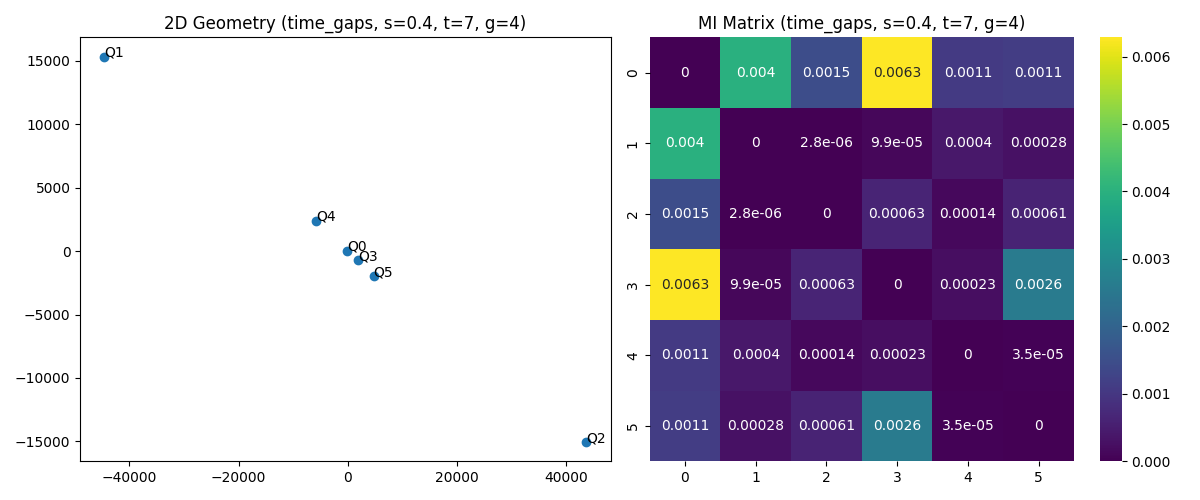 2D Geometry (time_gaps, s=0.4, t=7, g=4)
15000
10000
5000
0
−5000
−10000
−15000
−40000 −20000 0 20000 40000
Q1
Q4
Q0
Q3
Q5
Q2
MI Matrix (time_gaps, s=0.4, t=7, g=4)
0 0 0.004 0.0015 0.0063 0.0011 0.0011
1 0.004 0 2.8e-06 9.9e-05 0.0004 0.00028
2 0.0015 2.8e-06 0 0.00063 0.00014 0.00061
3 0.0063 9.9e-05 0.00063 0 0.00023 0.0026
4 0.0011 0.0004 0.00014 0.00023 0 3.5e-05
5 0.0011 0.00028 0.00061 0.0026 3.5e-05 0
0 1 2 3 4 5
0.006
0.005
0.004
0.003
0.002
0.001
0.000